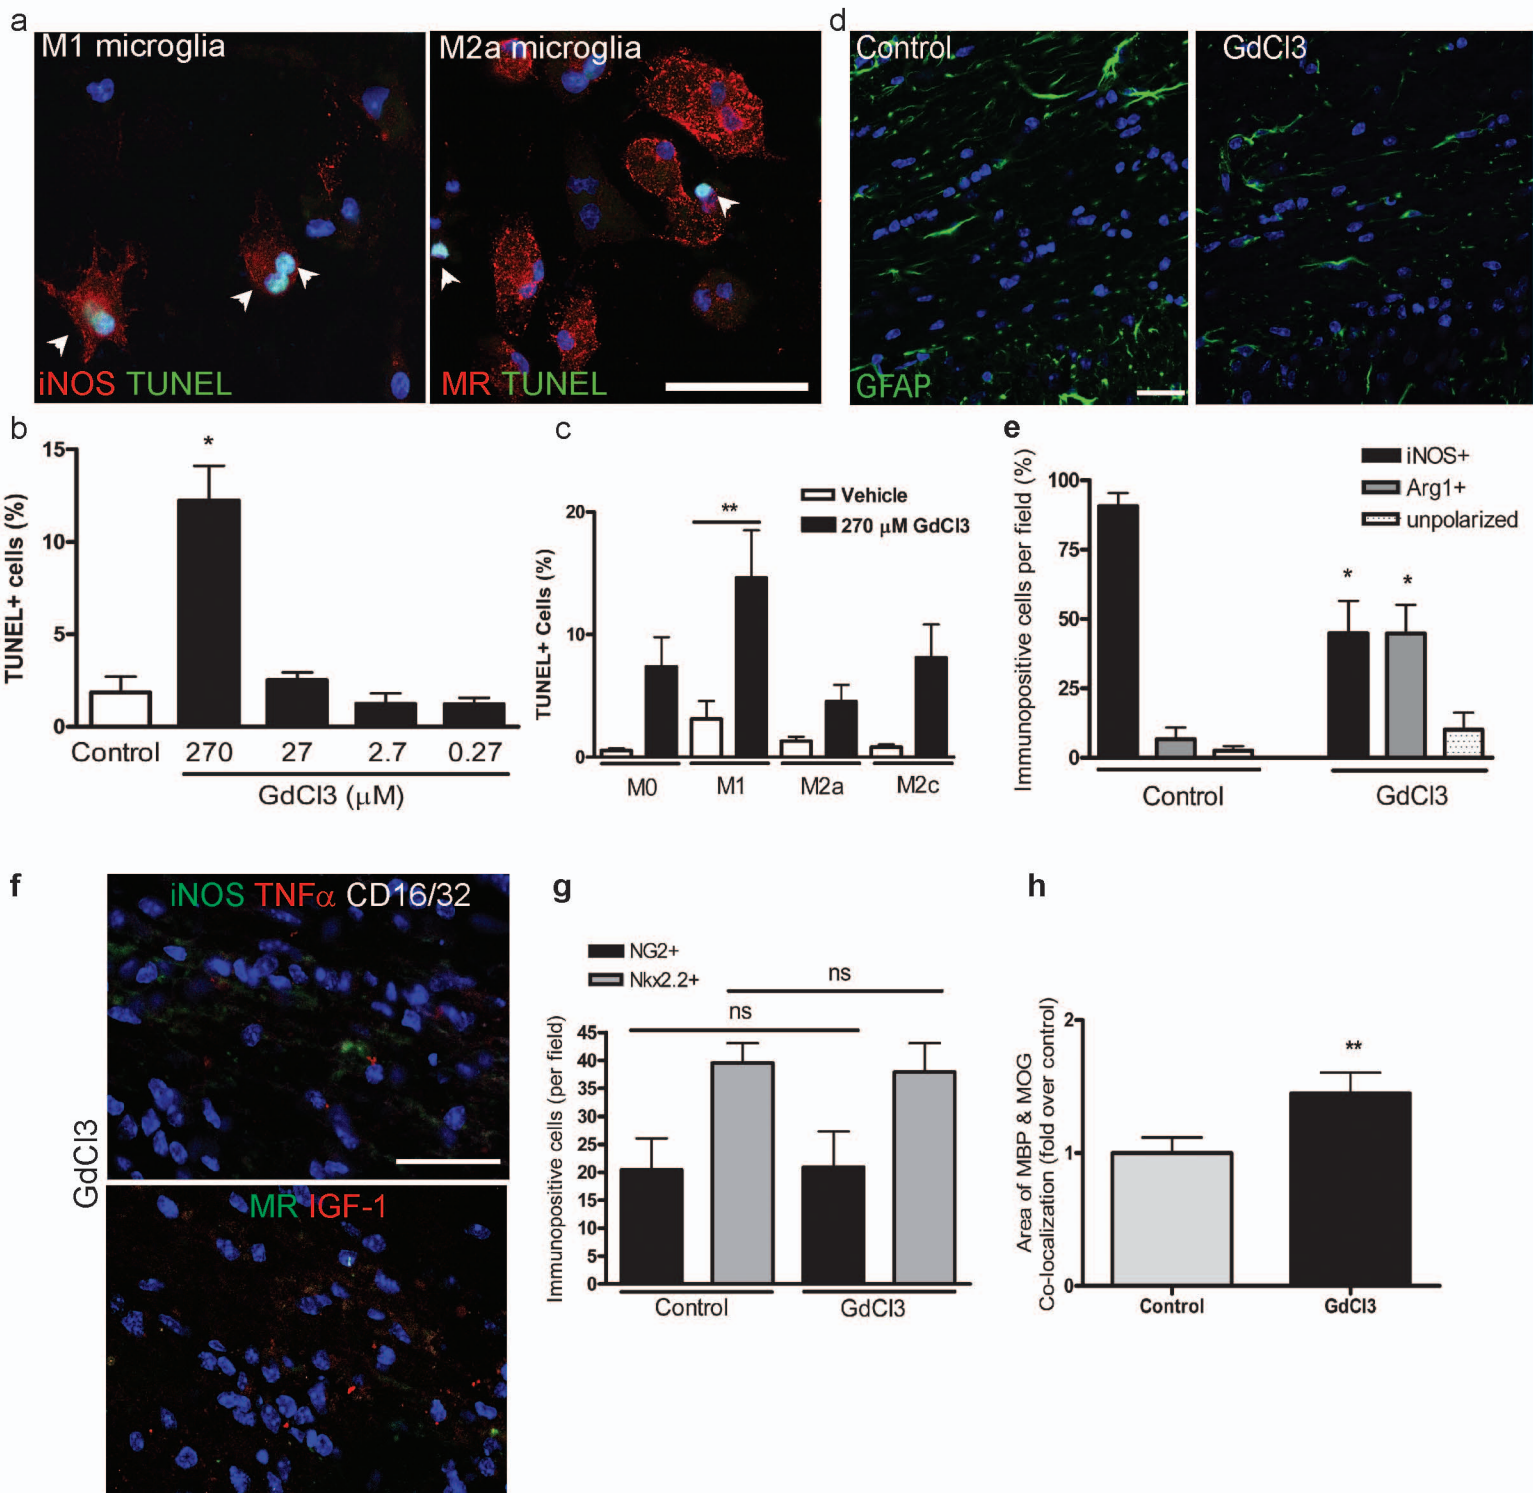 a
M1 microglia
M2a microglia
iNOS TUNEL
MR TUNEL
d
Control
GdCl3
GFAP
b
TUNEL+ cells (%)
15
10
5
0
*
Control
270
27
2.7
0.27
GdCl3 (μM)
c
TUNEL+ Cells (%)
20
10
0
**
Vehicle
270 μM GdCl3
M0
M1
M2a
M2c
e
Immunopositive cells per field (%)
100
75
50
25
0
iNOS+
Arg1+
unpolarized
*
*
Control
GdCl3
f
GdCl3
iNOS TNFα CD16/32
MR IGF-1
g
NG2+
Nkx2.2+
ns
ns
Immunopositive cells (per field)
45
40
35
30
25
20
15
10
5
0
Control
GdCl3
h
Area of MBP & MOG
Co-localization (fold over control)
2
1
0
**
Control
GdCl3